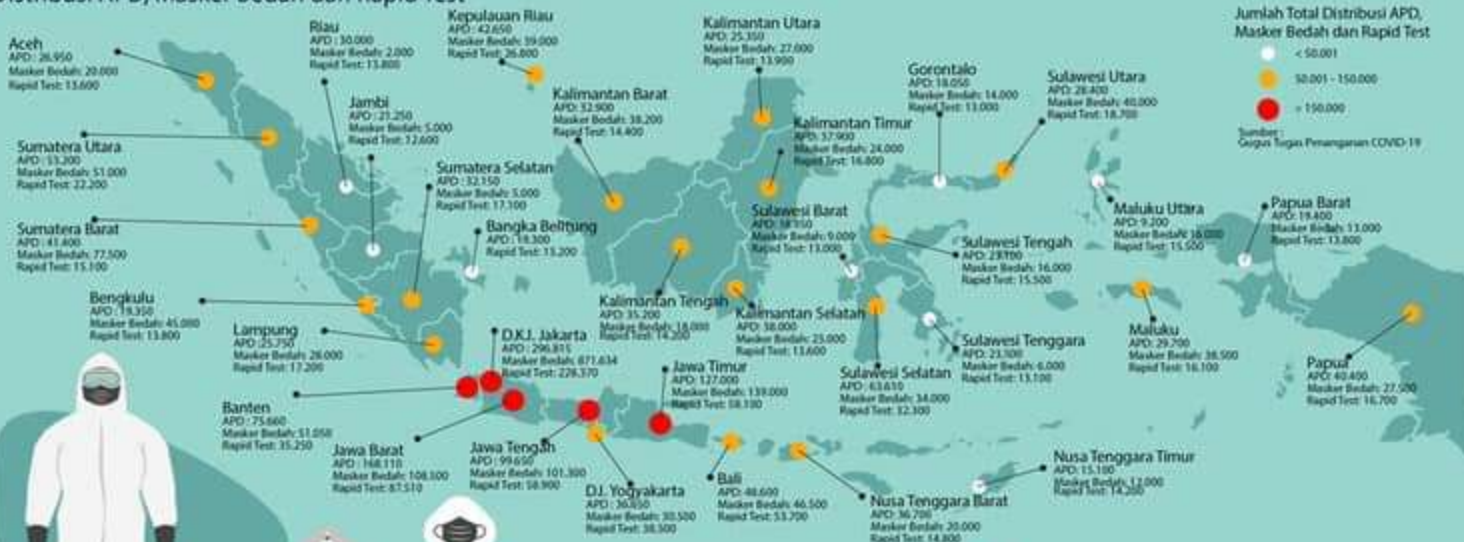 Kepulauan Riau
APD : 42.650
Masker Bedah: 39.000
Rapid Test: 26.800
Kalimantan Utara
APD: 25.350
Masker Bedah: 27.000
Rapid Test: 13.900
Jumlah Total Distribusi APD,
Masker Bedah dan Rapid Test
< 50.001
50.001 - 150.000
> 150.000
Sumber :
Gugus Tugas Penanganan COVID-19
Aceh
APD : 26.950
Masker Bedah: 20.000
Rapid Test: 13.600
Riau
APD : 30.000
Masker Bedah: 2.000
Rapid Test: 13.800
Jambi
APD : 21.250
Masker Bedah: 5.000
Rapid Test: 12.600
Kalimantan Barat
APD: 32.900
Masker Bedah: 38.200
Rapid Test: 14.400
Gorontalo
APD: 18.050
Masker Bedah: 14.000
Rapid Test: 13.000
Sulawesi Utara
APD: 28.400
Masker Bedah: 40.000
Rapid Test: 18.700
Kalimantan Timur
APD: 37.900
Masker Bedah: 24.000
Rapid Test: 16.800
Sumatera Utara
APD : 53.200
Masker Bedah: 51.000
Rapid Test: 22.200
Sumatera Selatan
APD : 32.150
Masker Bedah: 5.000
Rapid Test: 17.100
Sumatera Barat
APD : 41.400
Masker Bedah: 77.500
Rapid Test: 15.100
Bangka Belitung
APD : 19.300
Rapid Test: 13.200
Sulawesi Barat
APD:
Masker Bedah: 9.000
Rapid Test: 13.000
Sulawesi Tengah
APD:
Masker Bedah: 16.000
Rapid Test: 15.500
Maluku Utara
APD: 9.200
Masker Bedah:
Rapid Test: 15.500
Papua Barat
APD: 19.400
Masker Bedah: 13.000
Rapid Test: 13.800
Bengkulu
APD : 19.350
Masker Bedah: 45.000
Rapid Test: 13.800
Lampung
APD :25.750
Masker Bedah: 28.000
Rapid Test: 17.200
Kalimantan Tengah
APD: 35.200
Masker Bedah: 18.000
Rapid Test: 14.200
Kalimantan Selatan
APD: 38.000
Masker Bedah: 25.000
Rapid Test: 13.600
D.K.I. Jakarta
APD : 296.815
Masker Bedah: 871.634
Rapid Test: 228.370
Jawa Timur
APD : 127.000
Masker Bedah: 139.000
Rapid Test: 58.100
Sulawesi Selatan
APD: 63.610
Masker Bedah: 34.000
Rapid Test: 32.300
Sulawesi Tenggara
APD: 23.300
Masker Bedah: 6.000
Rapid Test: 13.100
Maluku
APD: 29.700
Masker Bedah: 38.500
Rapid Test: 16.100
Papua
APD: 40.400
Masker Bedah: 27.500
Rapid Test: 16.700
Banten
APD : 75.660
Masker Bedah: 51.050
Rapid Test: 35.250
Jawa Barat
APD : 168.110
Masker Bedah: 108.500
Rapid Test: 87.510
Jawa Tengah
APD : 99.650
Masker Bedah: 101.300
Rapid Test: 58.900
D.I. Yogyakarta
APD : 36.850
Masker Bedah: 30.500
Rapid Test: 38.500
Bali
APD: 48.600
Masker Bedah: 46.500
Rapid Test: 53.700
Nusa Tenggara Barat
APD: 36.700
Masker Bedah: 20.000
Rapid Test: 14.800
Nusa Tenggara Timur
APD: 15.100
Masker Bedah: 12.000
Rapid Test: 14.200